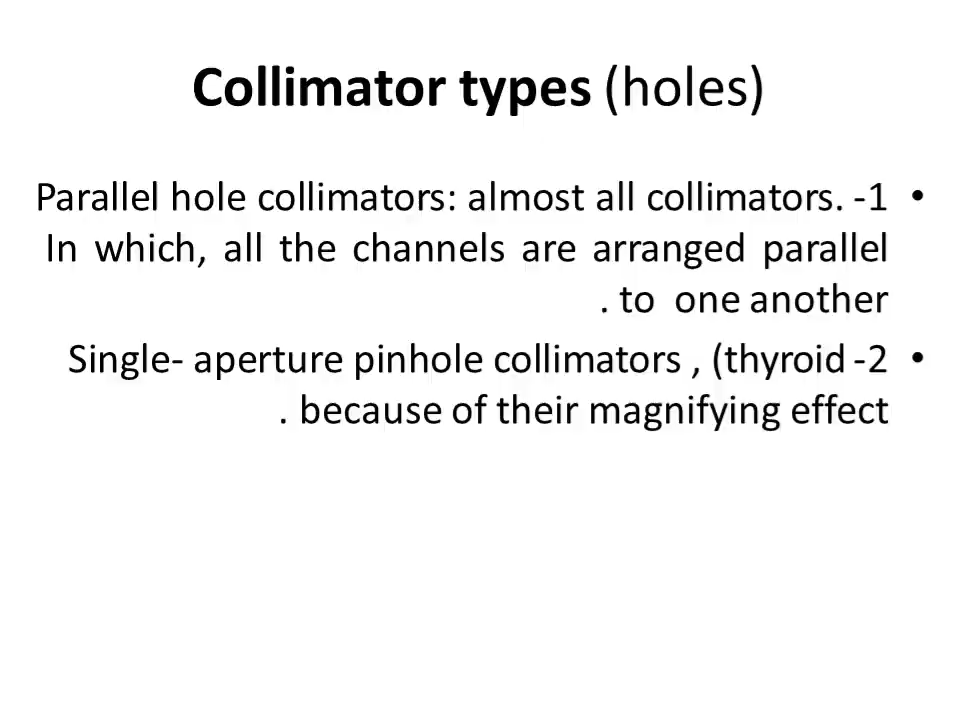 Collimator types (holes)
• Parallel hole collimators: almost all collimators. -1
In which, all the channels are arranged parallel
. to one another
• Single- aperture pinhole collimators , (thyroid -2
. because of their magnifying effect